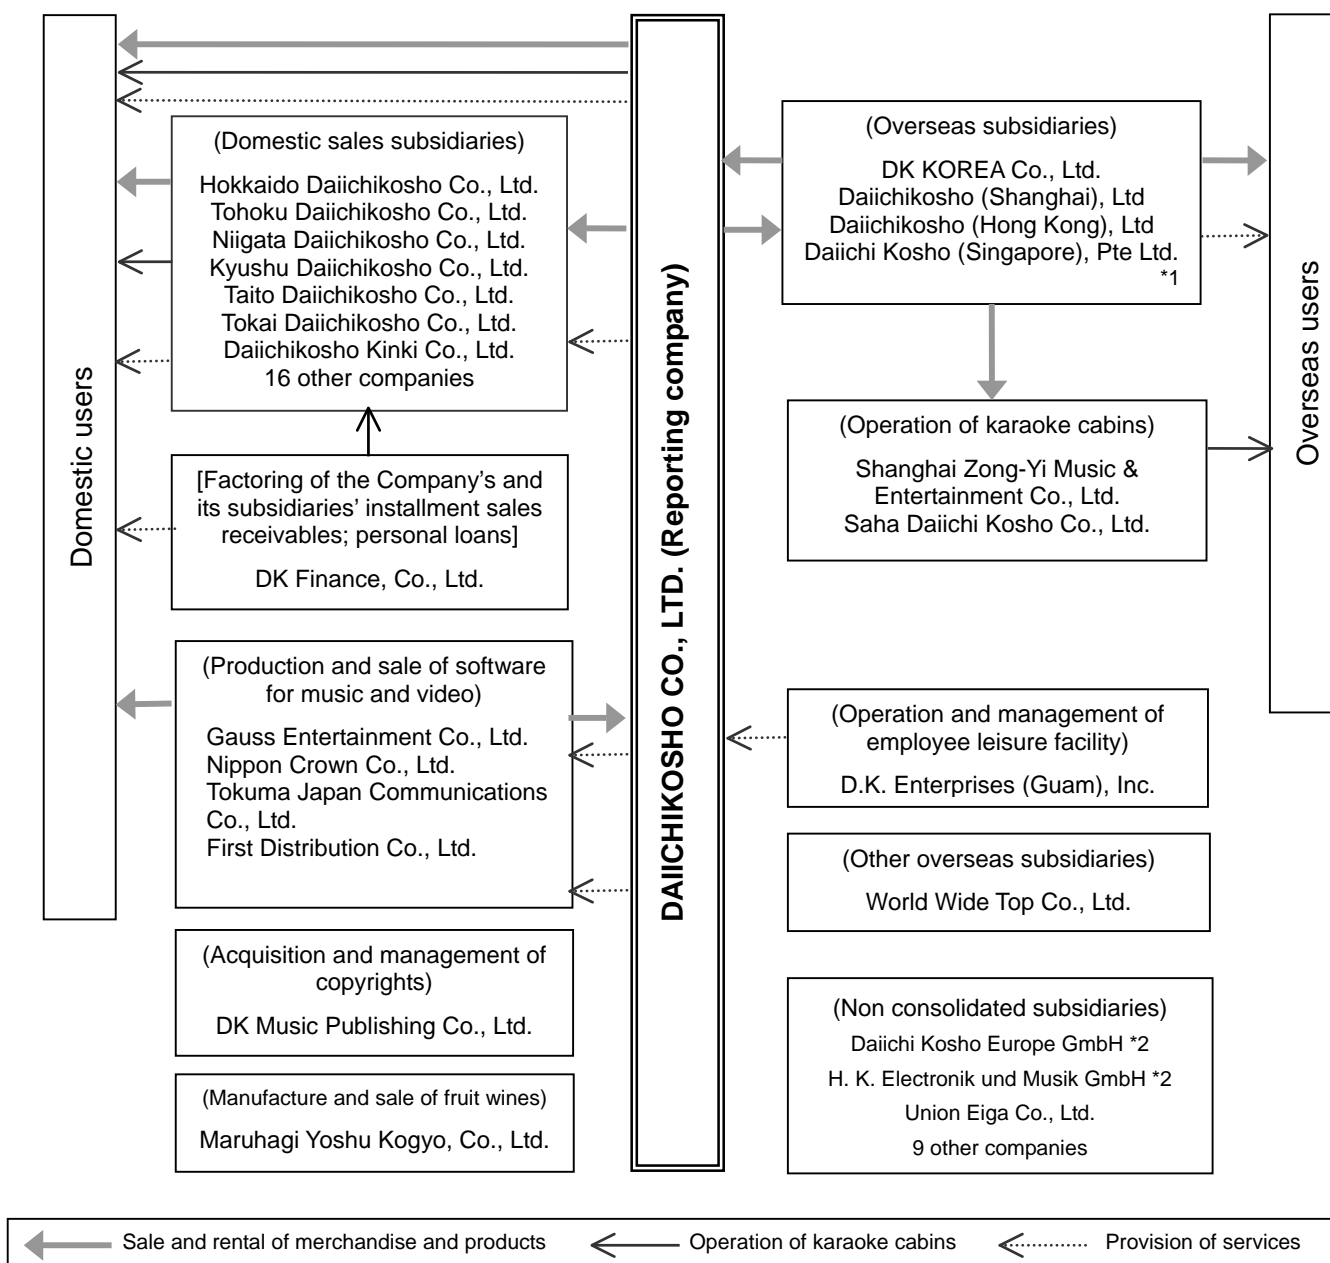 Domestic users
(Domestic sales subsidiaries)
Hokkaido Daiichikosho Co., Ltd.
Tohoku Daiichikosho Co., Ltd.
Niigata Daiichikosho Co., Ltd.
Kyushu Daiichikosho Co., Ltd.
Taito Daiichikosho Co., Ltd.
Tokai Daiichikosho Co., Ltd.
Daiichikosho Kinki Co., Ltd.
16 other companies
[Factoring of the Company’s and
its subsidiaries’ installment sales
receivables; personal loans]
DK Finance, Co., Ltd.
(Production and sale of software
for music and video)
Gauss Entertainment Co., Ltd.
Nippon Crown Co., Ltd.
Tokuma Japan Communications
Co., Ltd.
First Distribution Co., Ltd.
(Acquisition and management of
copyrights)
DK Music Publishing Co., Ltd.
(Manufacture and sale of fruit wines)
Maruhagi Yoshu Kogyo, Co., Ltd.
DAIICHIKOSHO CO., LTD. (Reporting company)
(Overseas subsidiaries)
DK KOREA Co., Ltd.
Daiichikosho (Shanghai), Ltd
Daiichikosho (Hong Kong), Ltd
Daiichi Kosho (Singapore), Pte Ltd.
*1
(Operation of karaoke cabins)
Shanghai Zong-Yi Music &
Entertainment Co., Ltd.
Saha Daiichi Kosho Co., Ltd.
(Operation and management of
employee leisure facility)
D.K. Enterprises (Guam), Inc.
(Other overseas subsidiaries)
World Wide Top Co., Ltd.
(Non consolidated subsidiaries)
Daiichi Kosho Europe GmbH *2
H. K. Electronik und Musik GmbH *2
Union Eiga Co., Ltd.
9 other companies
Overseas users
Sale and rental of merchandise and products
Operation of karaoke cabins
Provision of services